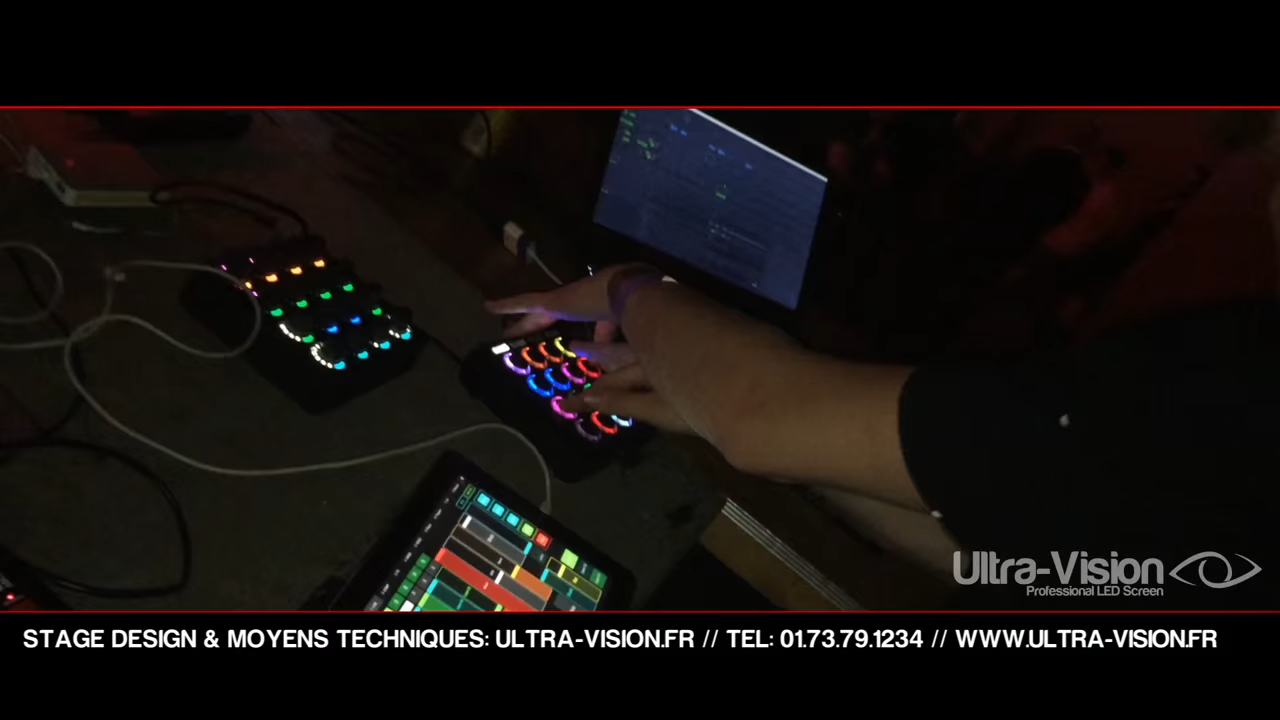 Ultra-Vision
Professional LED Screen
STAGE DESIGN & MOYENS TECHNIQUES: ULTRA-VISION.FR // TEL: 01.73.79.1234 // WWW.ULTRA-VISION.FR